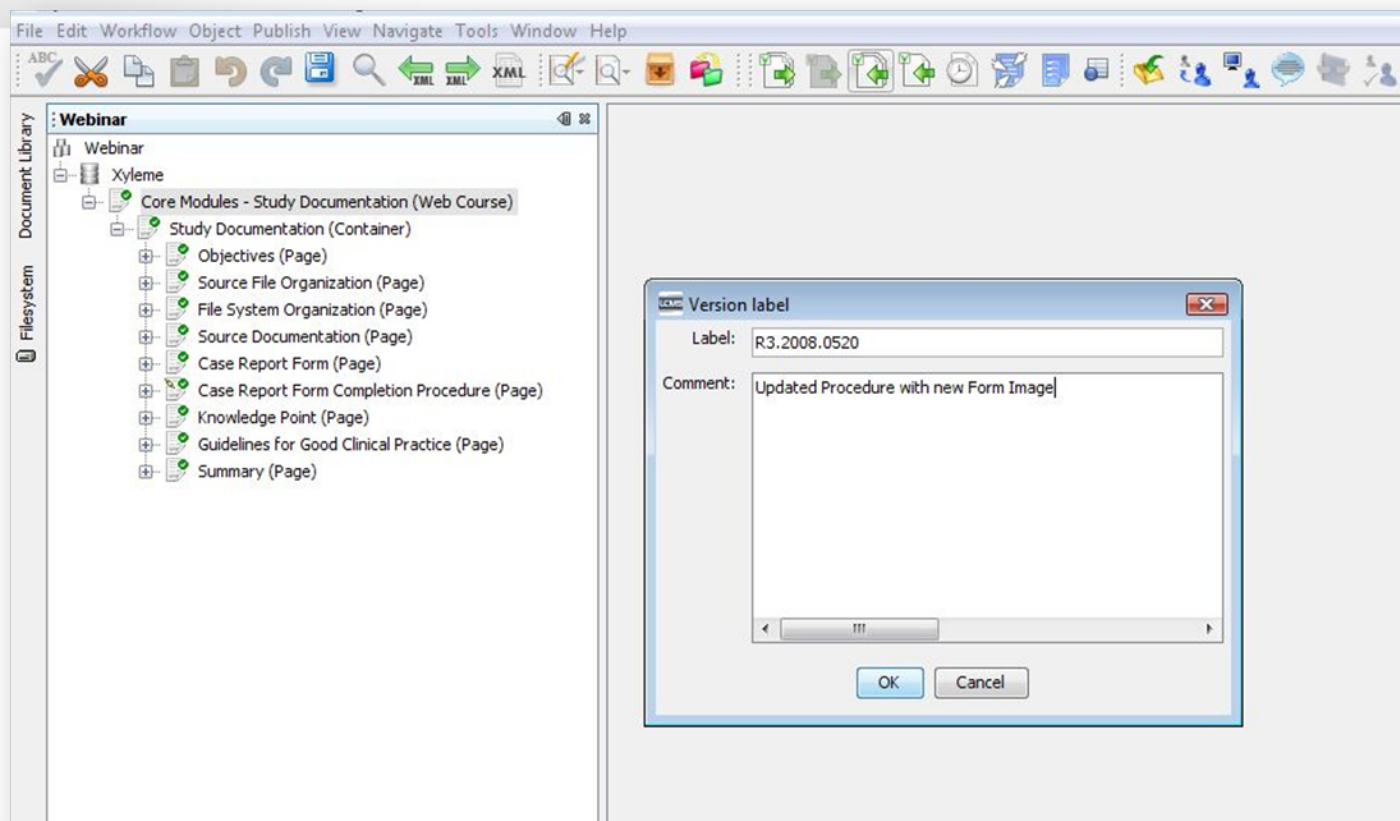 File Edit Workflow Object Publish View Navigate Tools Window Help
ABC
XML XML XML
Document Library
Filesystem
Webinar
Webinar
Xyleme
Core Modules - Study Documentation (Web Course)
Study Documentation (Container)
Objectives (Page)
Source File Organization (Page)
File System Organization (Page)
Source Documentation (Page)
Case Report Form (Page)
Case Report Form Completion Procedure (Page)
Knowledge Point (Page)
Guidelines for Good Clinical Practice (Page)
Summary (Page)
LCMS Version label
Label: R3.2008.0520
Comment: Updated Procedure with new Form Image
OK Cancel